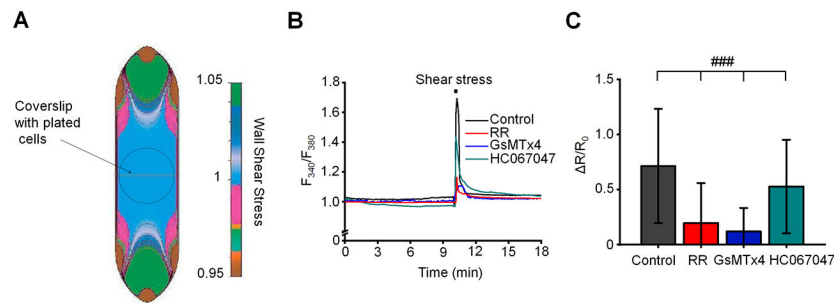 A
Coverslip
with plated
cells
1.05
1
0.95
Wall Shear Stress
B
Shear stress
Control
RR
GsMTx4
HC067047
F340/F380
1.8
1.6
1.4
1.2
1.0
0
0 3 6 9 12 15 18
Time (min)
C
###
ΔR/R0
1.5
1.0
0.5
0.0
Control RR GsMTx4 HC067047